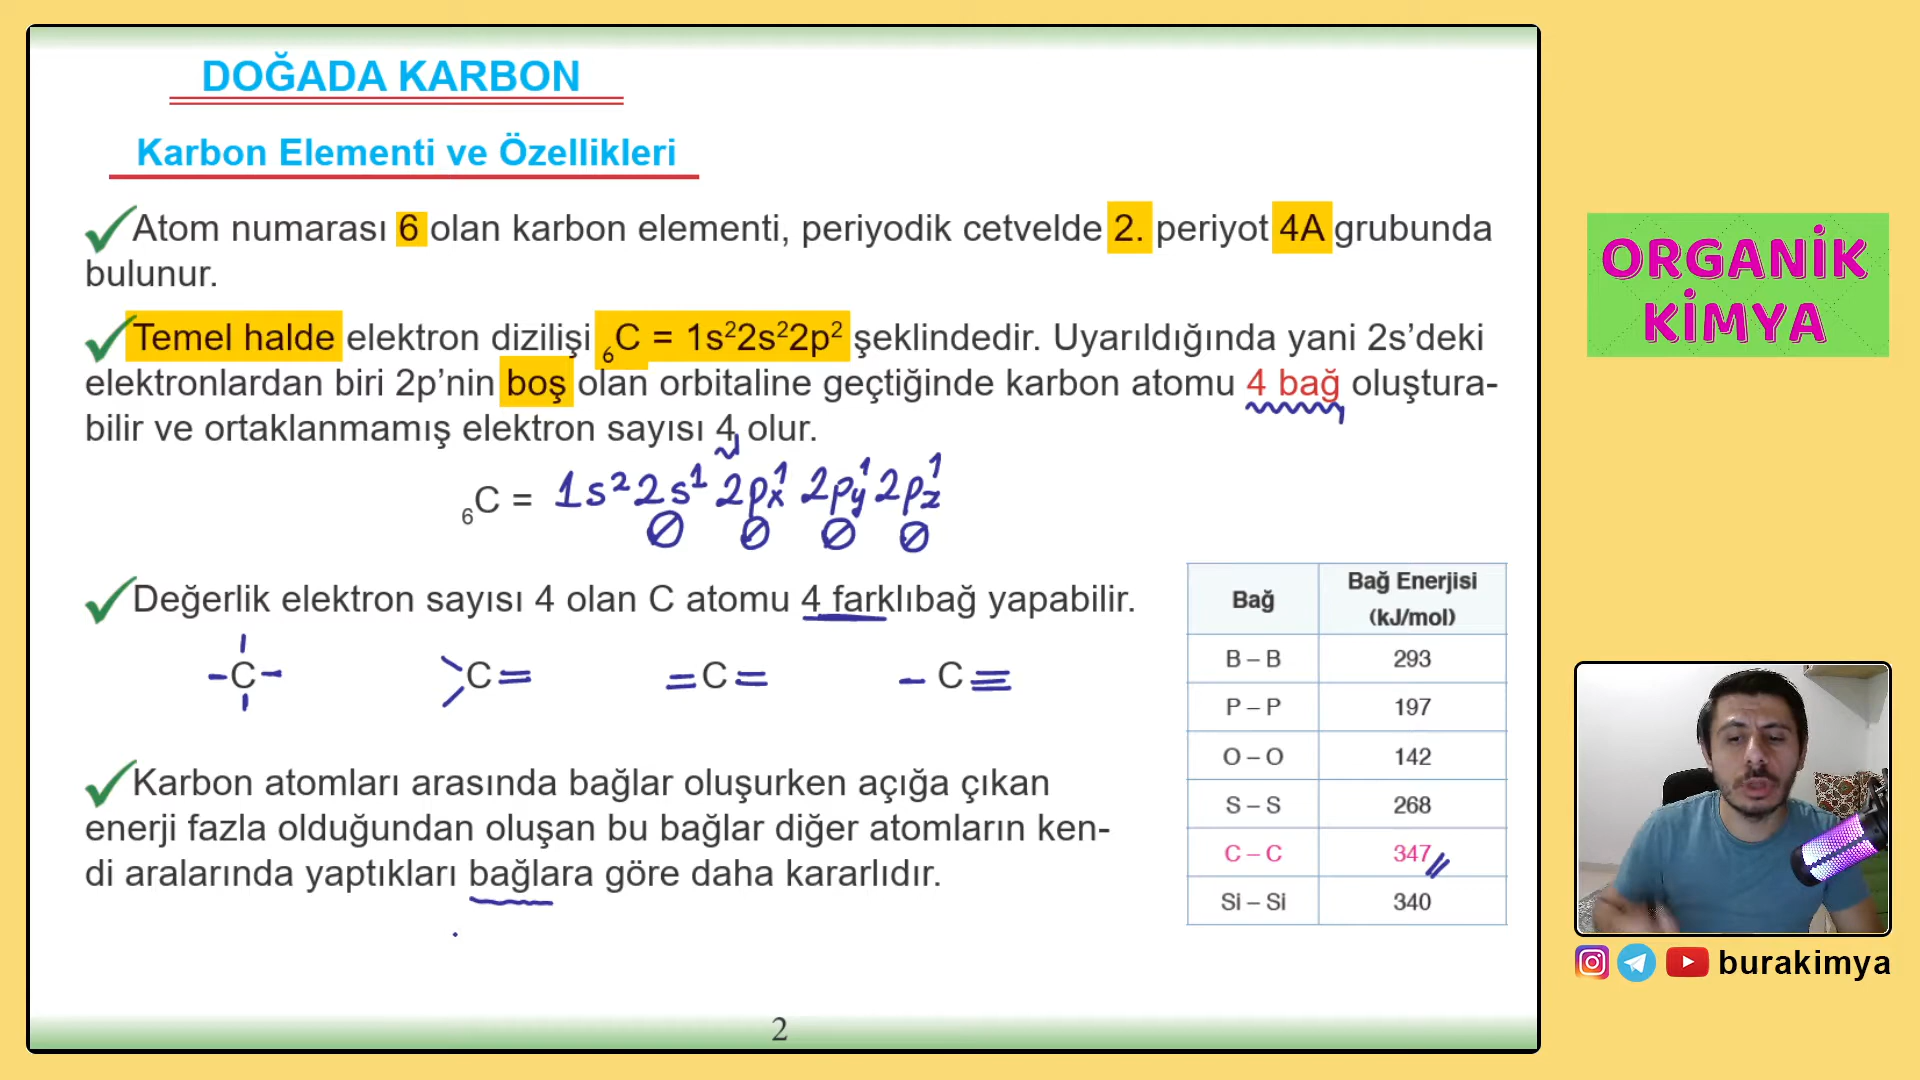 DOĞADA KARBON
Karbon Elementi ve Özellikleri
Atom numarası 6 olan karbon elementi, periyodik cetvelde 2. periyot 4A grubunda
bulunur.
Temel halde elektron dizilişi ₆C = 1s²2s²2p² şeklindedir. Uyarıldığında yani 2s’deki
elektronlardan biri 2p’nin boş olan orbitaline geçtiğinde karbon atomu 4 bağ oluştura-
bilir ve ortaklanmamış elektron sayısı 4 olur.
₆C = 1s² 2s¹ 2px¹ 2py¹ 2pz¹
Değerlik elektron sayısı 4 olan C atomu 4 farklıbağ yapabilir.
-C- >C= =C= -C≡
Karbon atomları arasında bağlar oluşurken açığa çıkan
enerji fazla olduğundan oluşan bu bağlar diğer atomların ken-
di aralarında yaptıkları bağlara göre daha kararlıdır.
Bağ Bağ Enerjisi (kJ/mol)
B – B 293
P – P 197
O – O 142
S – S 268
C – C 347
Si – Si 340
2
ORGANİK
KİMYA
burakimya